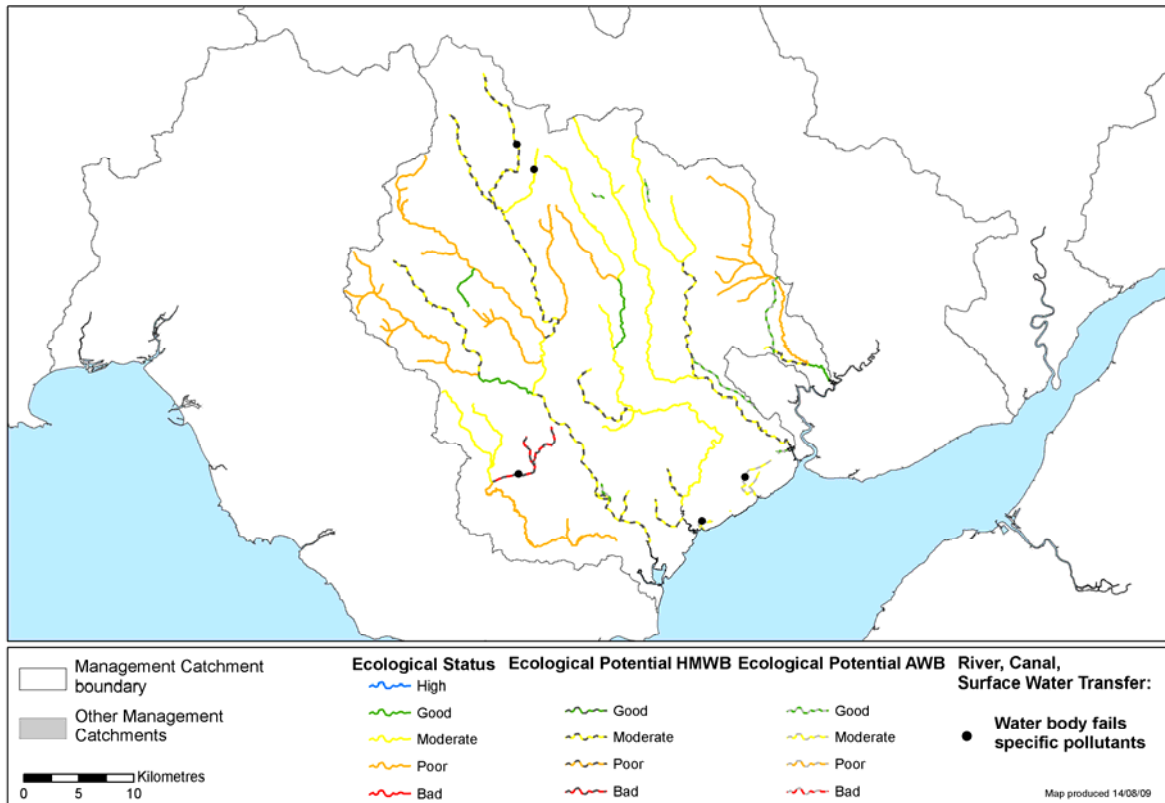 Management Catchment
boundary
Other Management
Catchments
Kilometres
0 5 10
Ecological Status
High
Good
Moderate
Poor
Bad
Ecological Potential HMWB
Good
Moderate
Poor
Bad
Ecological Potential AWB
Good
Moderate
Poor
Bad
River, Canal,
Surface Water Transfer:
Water body fails
specific pollutants
Map produced 14/08/09